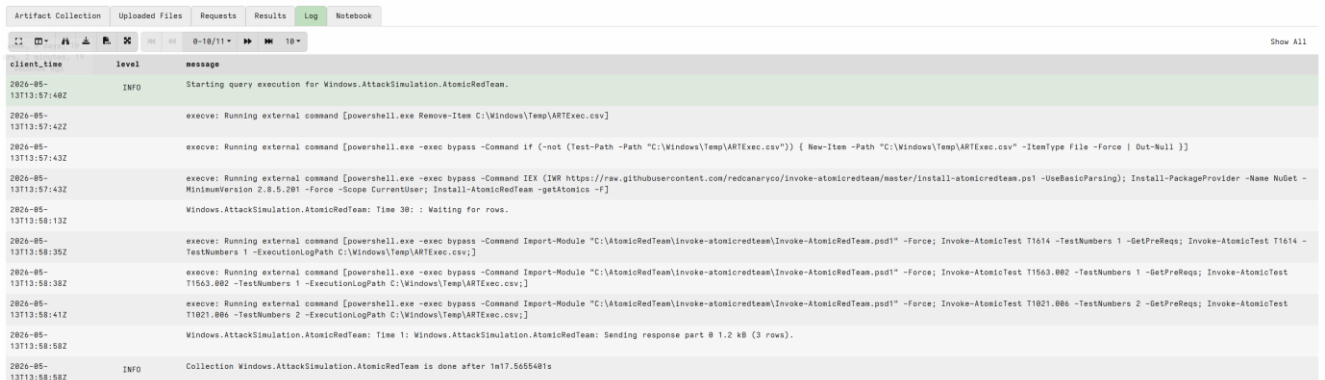 Artifact Collection Uploaded Files Requests Results Log Notebook
0-10/11 10 Show All
client_time level message
2026-05-13T13:57:40Z INFO Starting query execution for Windows.AttackSimulation.AtomicRedTeam.
2026-05-13T13:57:42Z execve: Running external command [powershell.exe Remove-Item C:\Windows\Temp\ARTExec.csv]
2026-05-13T13:57:43Z execve: Running external command [powershell.exe -exec bypass -Command if (-not (Test-Path -Path "C:\Windows\Temp\ARTExec.csv")) { New-Item -Path "C:\Windows\Temp\ARTExec.csv" -ItemType File -Force | Out-Null }]
2026-05-13T13:57:43Z execve: Running external command [powershell.exe -exec bypass -Command IEX (IWR https://raw.githubusercontent.com/redcanaryco/invoke-atomicredteam/master/install-atomicredteam.ps1 -UseBasicParsing); Install-PackageProvider -Name NuGet -
MinimumVersion 2.8.5.201 -Force -Scope CurrentUser; Install-AtomicRedTeam -getAtomics -F]
2026-05-13T13:58:13Z Windows.AttackSimulation.AtomicRedTeam: Time 30: : Waiting for rows.
2026-05-13T13:58:35Z execve: Running external command [powershell.exe -exec bypass -Command Import-Module "C:\AtomicRedTeam\invoke-atomicredteam\Invoke-AtomicRedTeam.psd1" -Force; Invoke-AtomicTest T1614 -TestNumbers 1 -GetPreReqs; Invoke-AtomicTest T1614 -
TestNumbers 1 -ExecutionLogPath C:\Windows\Temp\ARTExec.csv;]
2026-05-13T13:58:38Z execve: Running external command [powershell.exe -exec bypass -Command Import-Module "C:\AtomicRedTeam\invoke-atomicredteam\Invoke-AtomicRedTeam.psd1" -Force; Invoke-AtomicTest T1563.002 -TestNumbers 1 -GetPreReqs; Invoke-AtomicTest
T1563.002 -TestNumbers 1 -ExecutionLogPath C:\Windows\Temp\ARTExec.csv;]
2026-05-13T13:58:41Z execve: Running external command [powershell.exe -exec bypass -Command Import-Module "C:\AtomicRedTeam\invoke-atomicredteam\Invoke-AtomicRedTeam.psd1" -Force; Invoke-AtomicTest T1021.006 -TestNumbers 2 -GetPreReqs; Invoke-AtomicTest
T1021.006 -TestNumbers 2 -ExecutionLogPath C:\Windows\Temp\ARTExec.csv;]
2026-05-13T13:58:58Z Windows.AttackSimulation.AtomicRedTeam: Time 1: Windows.AttackSimulation.AtomicRedTeam: Sending response part 0 1.2 kB (3 rows).
2026-05-13T13:58:58Z INFO Collection Windows.AttackSimulation.AtomicRedTeam is done after 1m17.5655401s